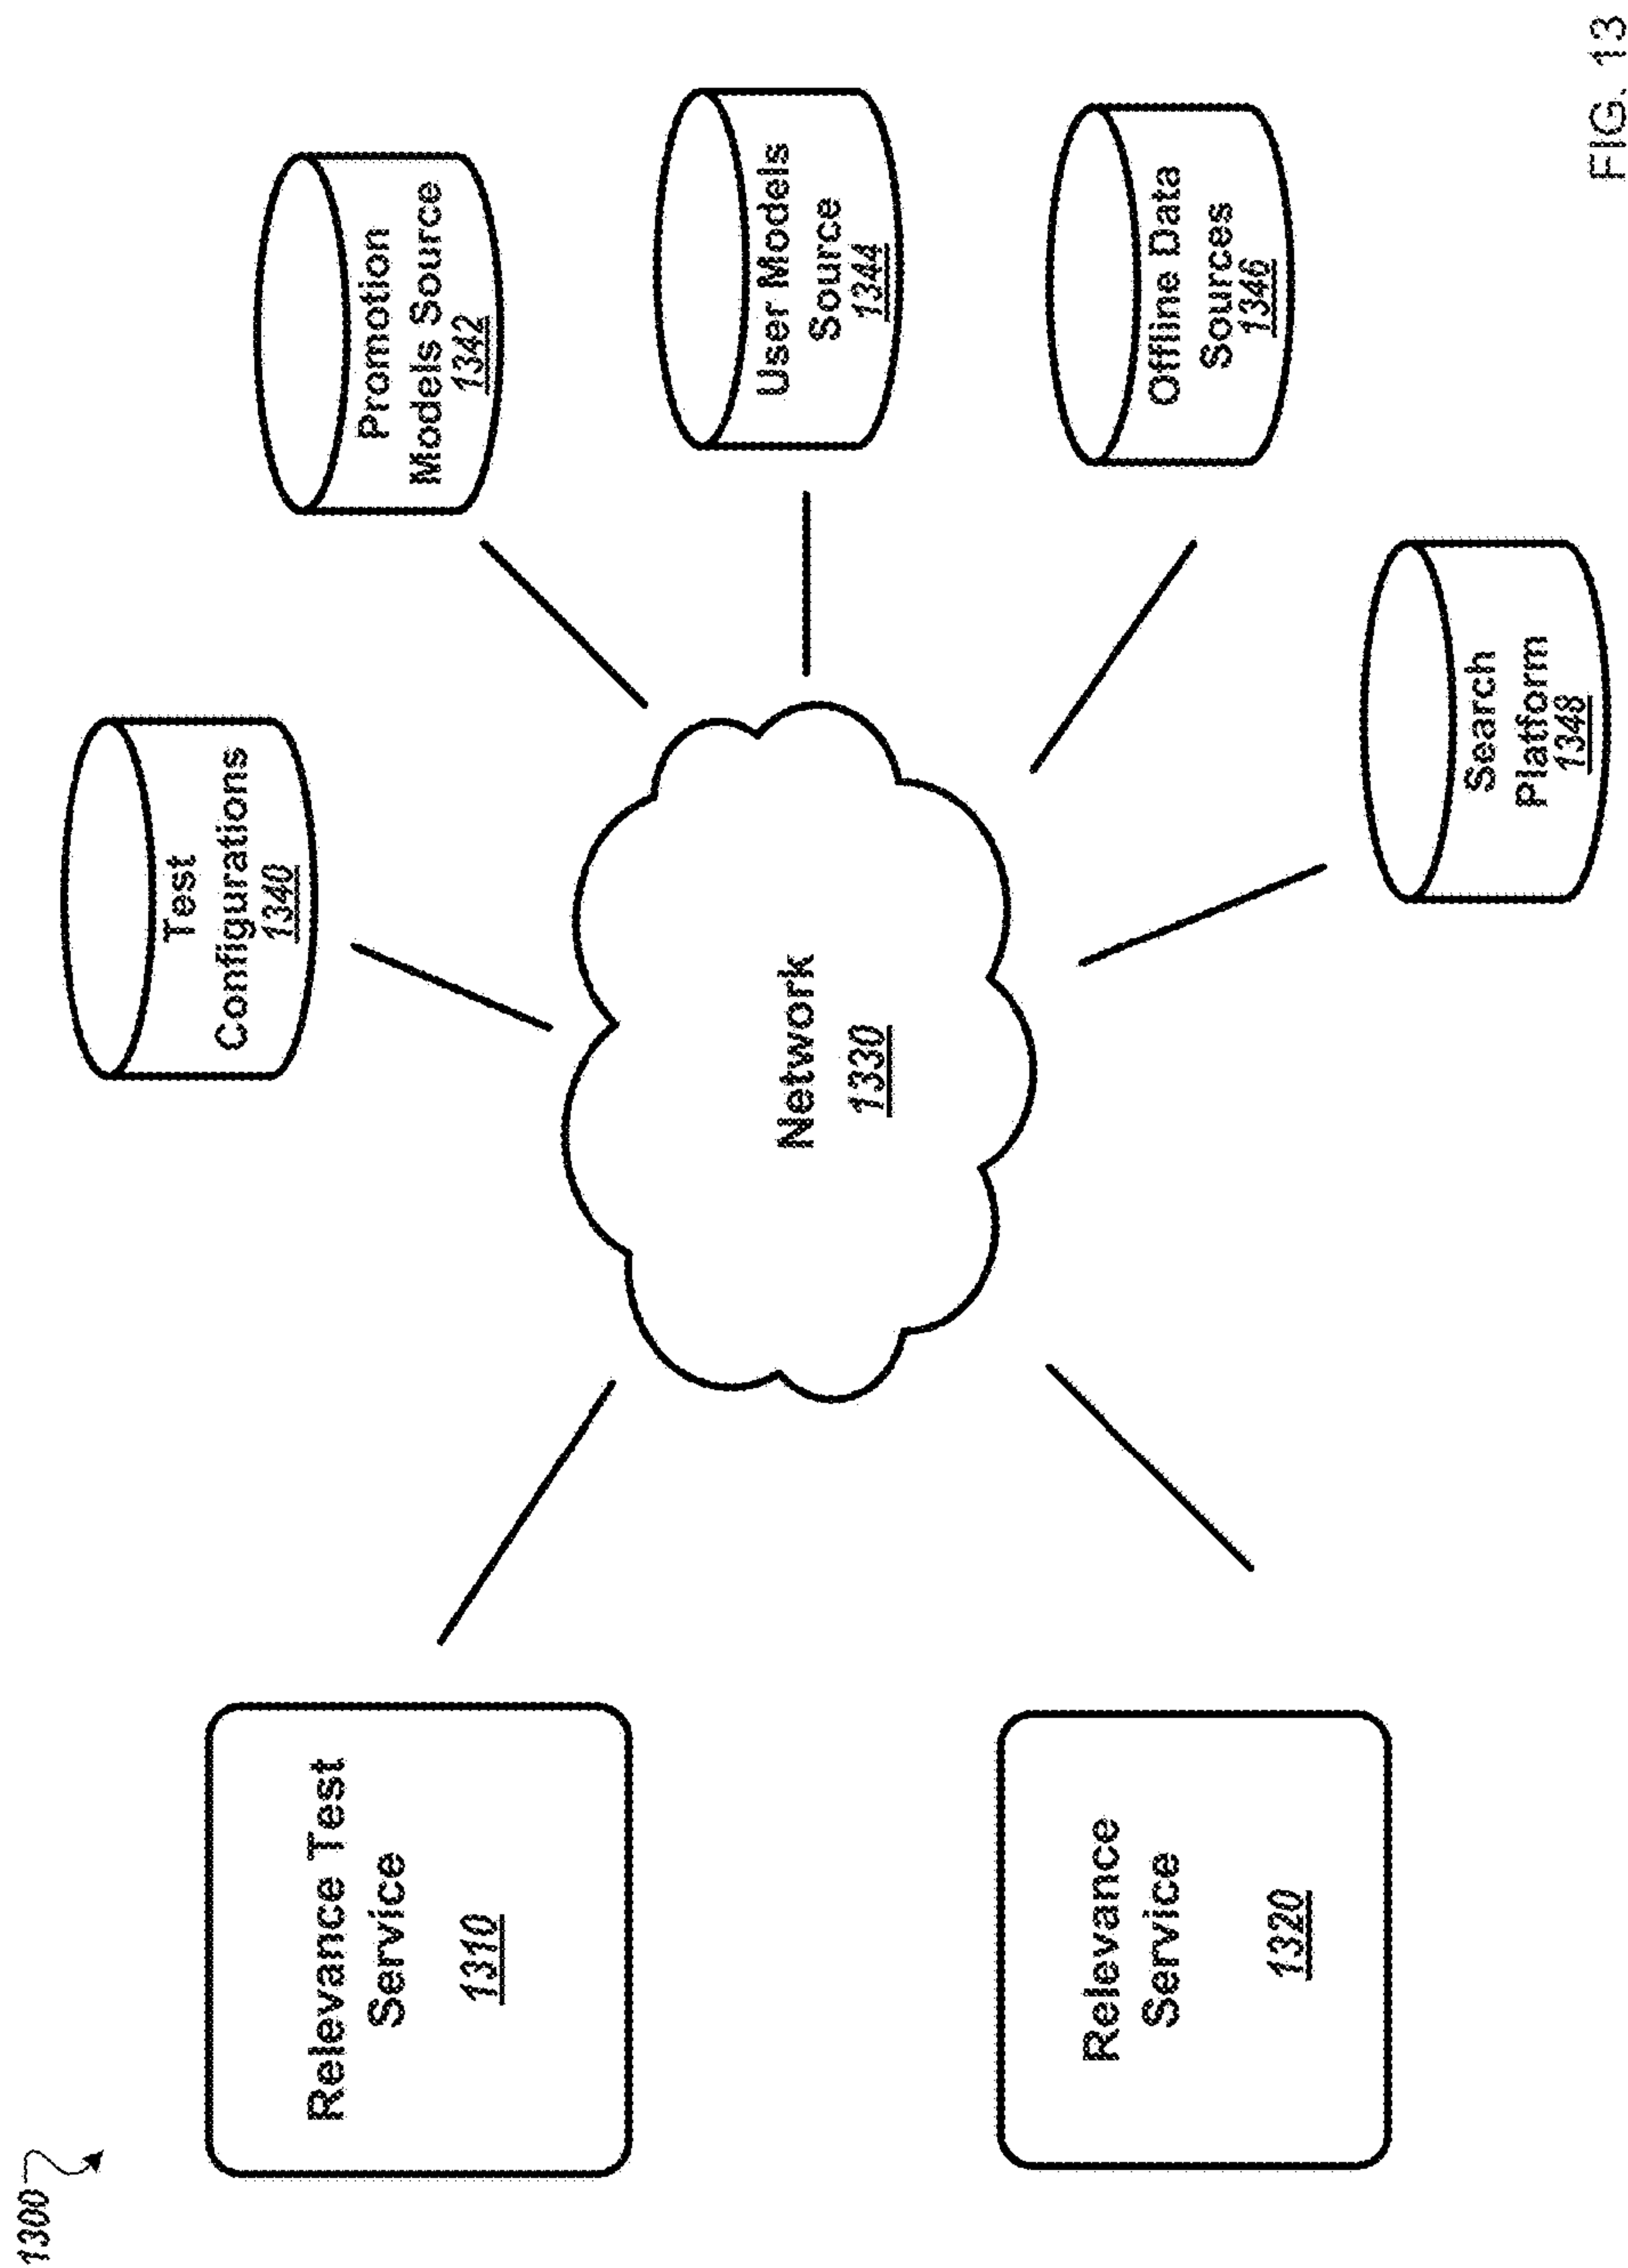 1300
Relevance Test
Service
1310
Relevance
Service
1320
Network
1330
Test
Configurations
1340
Promotion
Models Source
1342
User Models
Source
1344
Offline Data
Sources
1346
Search
Platform
1348
FIG. 13